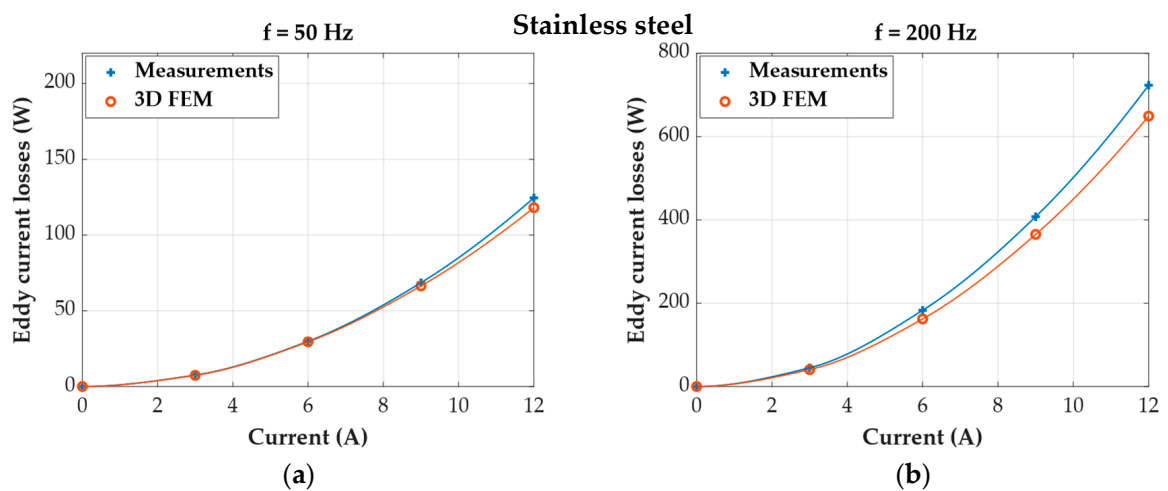 Stainless steel
f = 50 Hz
Measurements
3D FEM
Eddy current losses (W)
200
150
100
50
0
0 2 4 6 8 10 12
Current (A)
(a)
f = 200 Hz
Measurements
3D FEM
Eddy current losses (W)
800
600
400
200
0
0 2 4 6 8 10 12
Current (A)
(b)